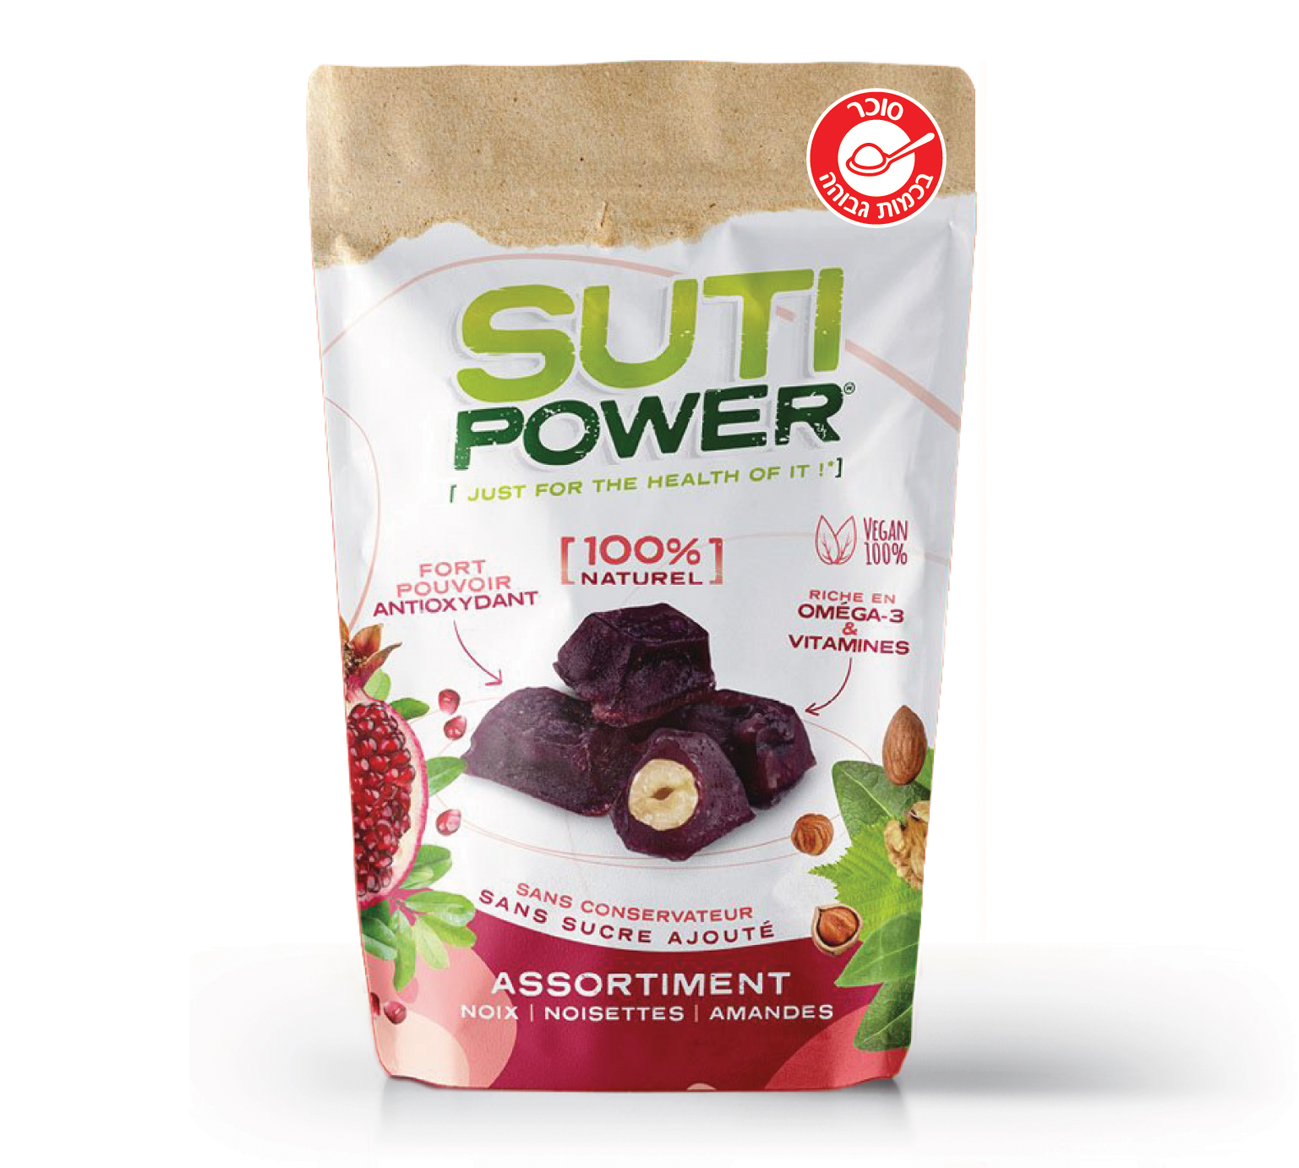 סוכר
בכמות גבוהה
SUTI
POWER®
[ JUST FOR THE HEALTH OF IT !*]
[100%]
NATUREL
VEGAN
100%
FORT
POUVOIR
ANTIOXYDANT
RICHE EN
OMÉGA-3
&
VITAMINES
SANS CONSERVATEUR
SANS SUCRE AJOUTÉ
ASSORTIMENT
NOIX | NOISETTES | AMANDES